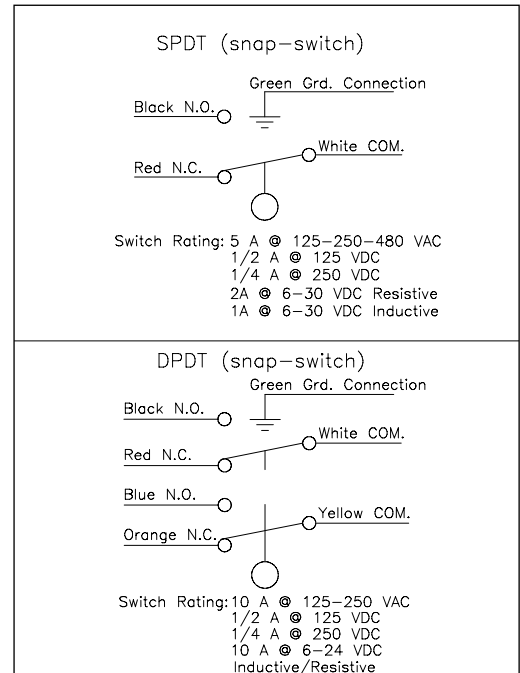 SPDT (snap-switch)
Green Grd. Connection
Black N.O.
White COM.
Red N.C.
Switch Rating: 5 A @ 125-250-480 VAC
1/2 A @ 125 VDC
1/4 A @ 250 VDC
2A @ 6-30 VDC Resistive
1A @ 6-30 VDC Inductive
DPDT (snap-switch)
Green Grd. Connection
Black N.O.
White COM.
Red N.C.
Blue N.O.
Yellow COM.
Orange N.C.
Switch Rating: 10 A @ 125-250 VAC
1/2 A @ 125 VDC
1/4 A @ 250 VDC
10 A @ 6-24 VDC
Inductive/Resistive